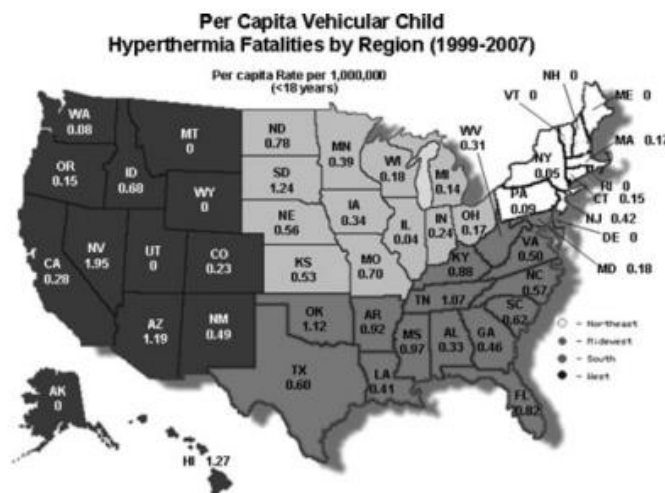 Per Capita Vehicular Child
Hyperthermia Fatalities by Region (1999-2007)
Per capita Rate per 1,000,000
(<18 years)
NH 0
VT 0
ME 0
WA
0.08
MT
0
ND
0.78
MN
0.39
WV
0.31
MA 0.17
OR
0.15
ID
0.68
SD
1.24
WI
0.18
MI
0.14
NY
0.05
RI 0
CT 0.15
WY
0
IA
0.34
PA
0.09
NJ 0.42
NE
0.56
IL
0.04
IN
0.24
OH
0.17
DE 0
MD 0.18
NV
1.95
UT
0
CO
0.23
CA
0.28
KS
0.53
MO
0.70
KY
0.88
VA
0.50
NC
0.57
TN 1.07
AZ
1.19
NM
0.49
OK
1.12
AR
0.92
SC
0.62
MS
0.97
AL
0.33
GA
0.46
TX
0.60
LA
0.41
FL
0.82
Northeast
Midwest
South
West
AK
0
HI 1.27